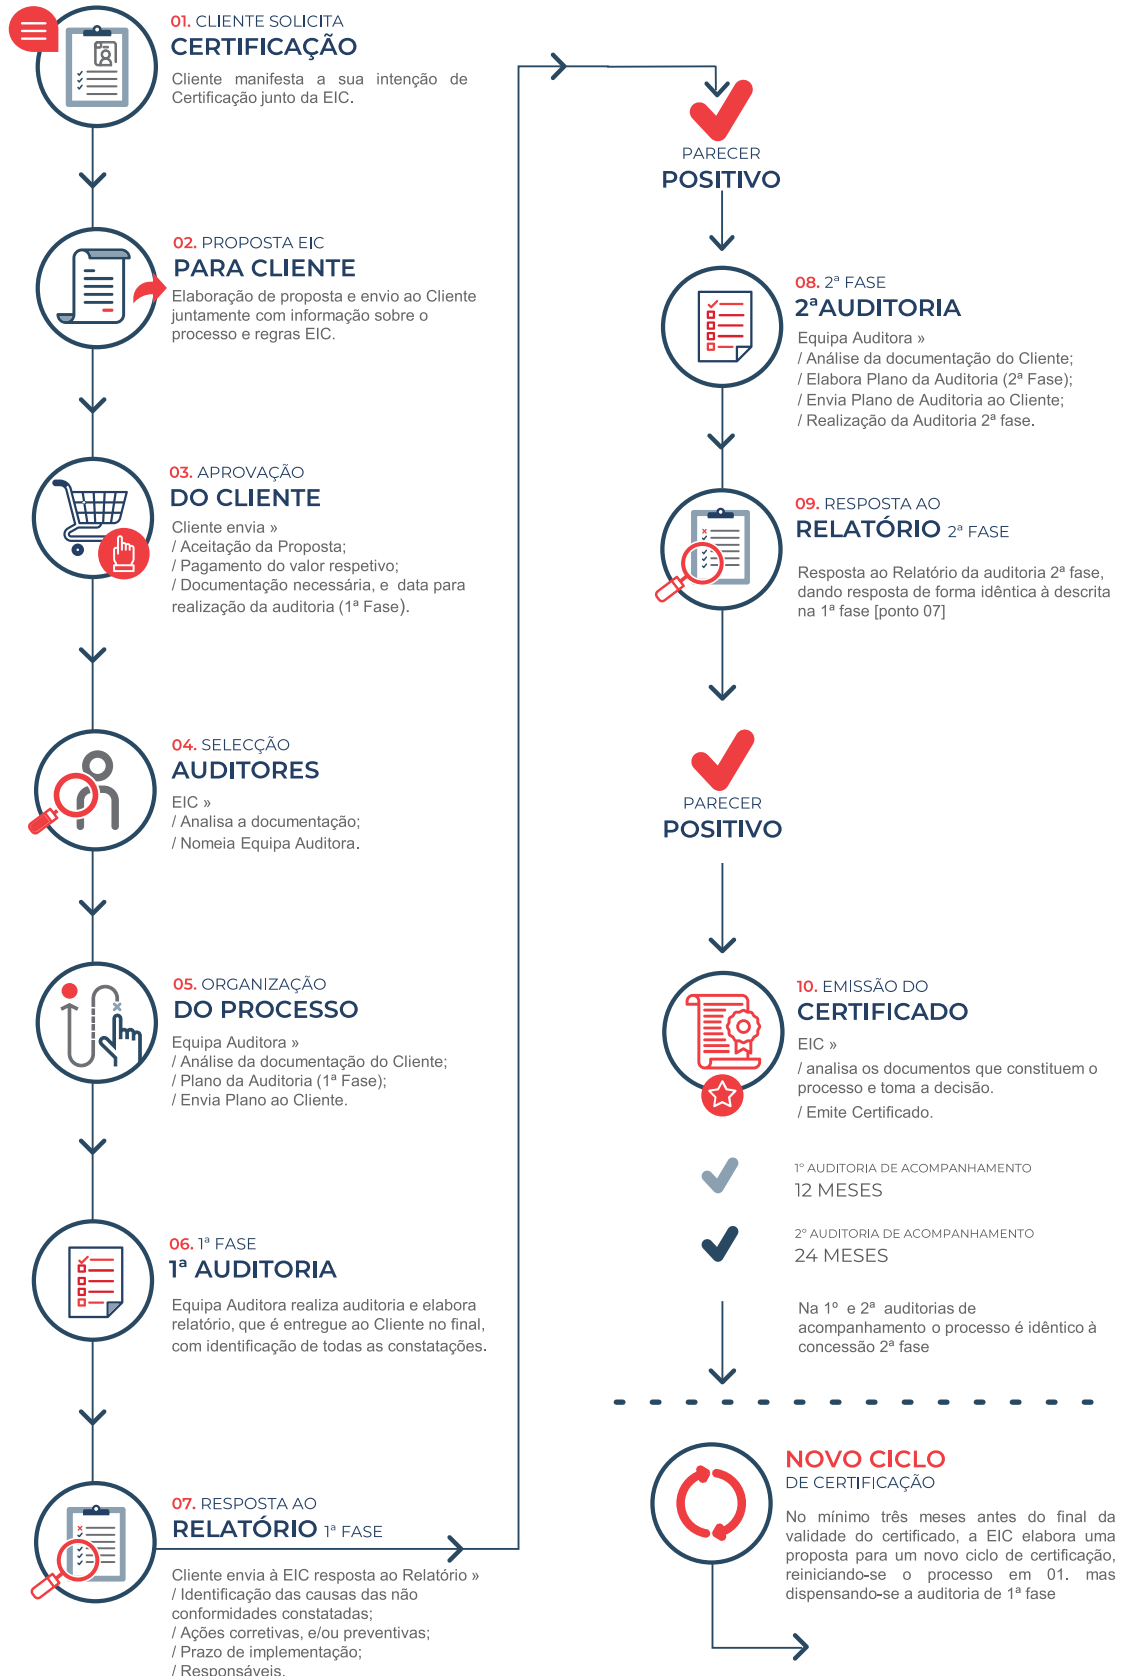 01. CLIENTE SOLICITA
CERTIFICAÇÃO
Cliente manifesta a sua intenção de
Certificação junto da EIC.
02. PROPOSTA EIC
PARA CLIENTE
Elaboração de proposta e envio ao Cliente
juntamente com informação sobre o
processo e regras EIC.
03. APROVAÇÃO
DO CLIENTE
Cliente envia »
/ Aceitação da Proposta;
/ Pagamento do valor respetivo;
/ Documentação necessária, e data para
realização da auditoria (1ª Fase).
04. SELECÇÃO
AUDITORES
EIC »
/ Analisa a documentação;
/ Nomeia Equipa Auditora.
05. ORGANIZAÇÃO
DO PROCESSO
Equipa Auditora »
/ Análise da documentação do Cliente;
/ Plano da Auditoria (1ª Fase);
/ Envia Plano ao Cliente.
06. 1ª FASE
1ª AUDITORIA
Equipa Auditora realiza auditoria e elabora
relatório, que é entregue ao Cliente no final,
com identificação de todas as constatações.
07. RESPOSTA AO
RELATÓRIO 1ª FASE
Cliente envia à EIC resposta ao Relatório »
/ Identificação das causas das não
conformidades constatadas;
/ Ações corretivas, e/ou preventivas;
/ Prazo de implementação;
/ Responsáveis.
PARECER
POSITIVO
08. 2ª FASE
2ªAUDITORIA
Equipa Auditora »
/ Análise da documentação do Cliente;
/ Elabora Plano da Auditoria (2ª Fase);
/ Envia Plano de Auditoria ao Cliente;
/ Realização da Auditoria 2ª fase.
09. RESPOSTA AO
RELATÓRIO 2ª FASE
Resposta ao Relatório da auditoria 2ª fase,
dando resposta de forma idêntica à descrita
na 1ª fase [ponto 07]
PARECER
POSITIVO
10. EMISSÃO DO
CERTIFICADO
EIC »
/ analisa os documentos que constituem o
processo e toma a decisão.
/ Emite Certificado.
1º AUDITORIA DE ACOMPANHAMENTO
12 MESES
2º AUDITORIA DE ACOMPANHAMENTO
24 MESES
Na 1º e 2ª auditorias de
acompanhamento o processo é idêntico à
concessão 2ª fase
NOVO CICLO
DE CERTIFICAÇÃO
No mínimo três meses antes do final da
validade do certificado, a EIC elabora uma
proposta para um novo ciclo de certificação,
reiniciando-se o processo em 01. mas
dispensando-se a auditoria de 1ª fase